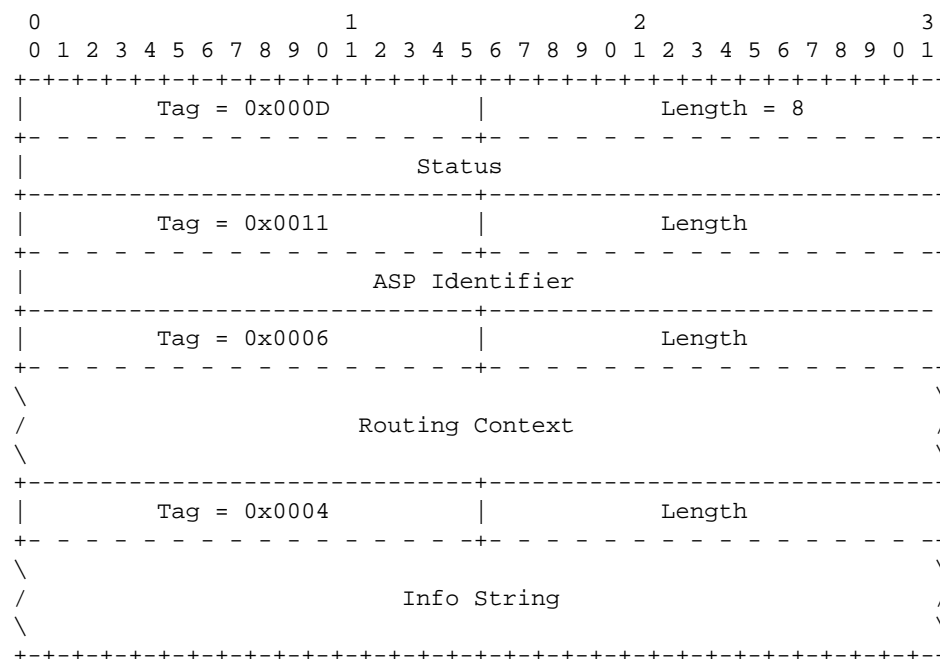 0                   1                   2                   3
0 1 2 3 4 5 6 7 8 9 0 1 2 3 4 5 6 7 8 9 0 1 2 3 4 5 6 7 8 9 0 1
+-+-+-+-+-+-+-+-+-+-+-+-+-+-+-+-+-+-+-+-+-+-+-+-+-+-+-+-+-+-+-+-
|         Tag = 0x000D          |            Length = 8
+- - - - - - - - - - - - - - - -+- - - - - - - - - - - - - - - --
|                           Status
+-------------------------------+--------------------------------
|         Tag = 0x0011          |            Length
+- - - - - - - - - - - - - - - -+- - - - - - - - - - - - - - - --
|                        ASP Identifier
+-------------------------------+-------------------------------
|         Tag = 0x0006          |            Length
+- - - - - - - - - - - - - - - -+- - - - - - - - - - - - - - - --
\                                                               \
/                       Routing Context                         /
\                                                               \
+-------------------------------+--------------------------------
|         Tag = 0x0004          |            Length
+- - - - - - - - - - - - - - - -+- - - - - - - - - - - - - - - --
\                                                               \
/                          Info String                          /
\                                                               \
+-+-+-+-+-+-+-+-+-+-+-+-+-+-+-+-+-+-+-+-+-+-+-+-+-+-+-+-+-+-+-+--